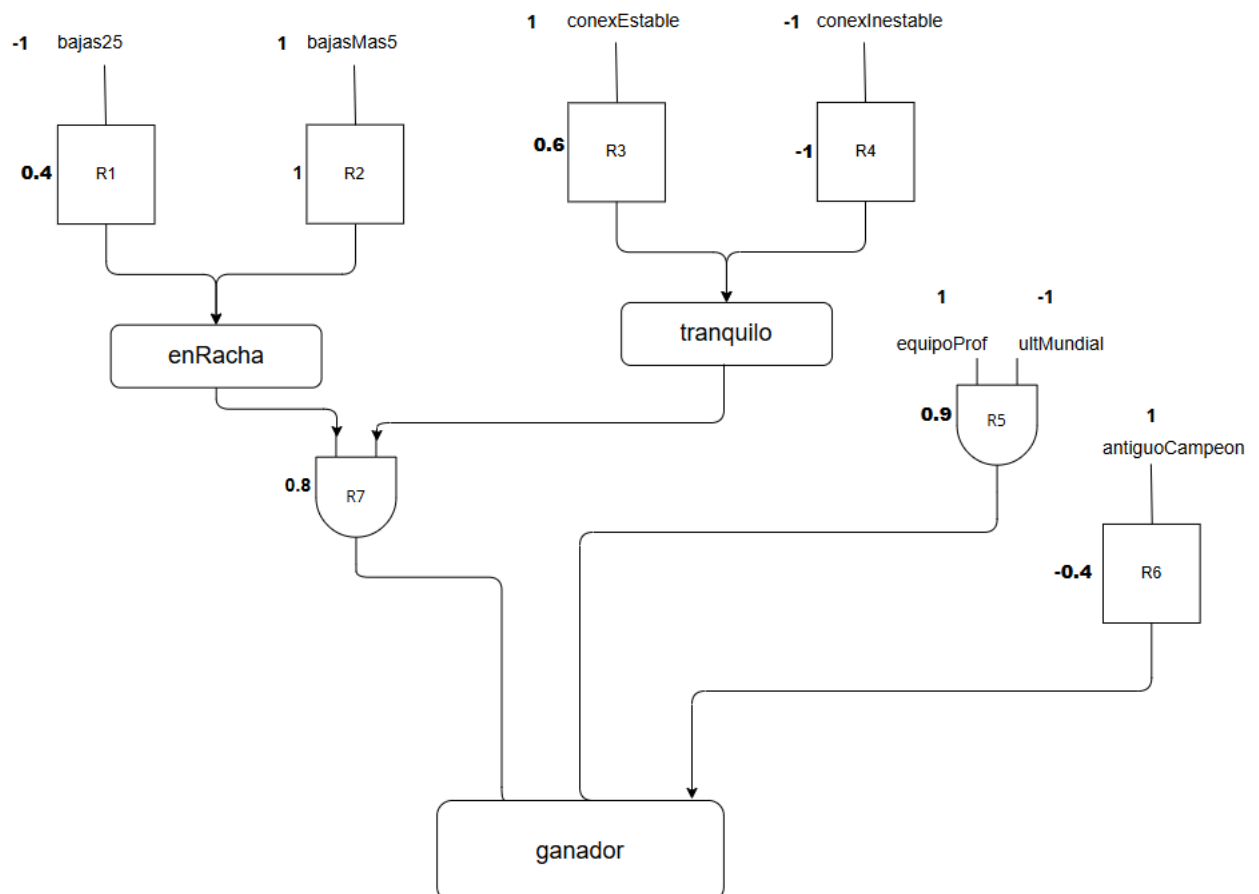 1 conexEstable
-1 conexInestable
-1 bajas25
1 bajasMas5
0.6 R3
-1 R4
0.4 R1
1 R2
1
-1
tranquilo
equipoProf
ultMundial
enRacha
0.9 R5
1
antiguoCampeon
0.8 R7
-0.4 R6
ganador